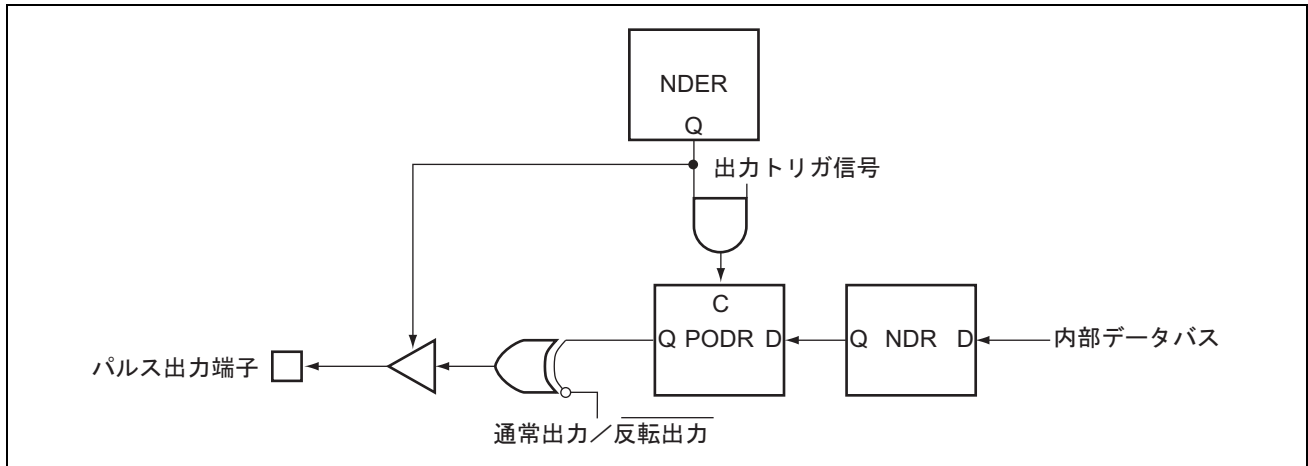 NDER
Q
出力トリガ信号
C
Q PODR D
Q NDR D
内部データバス
パルス出力端子
通常出力／反転出力